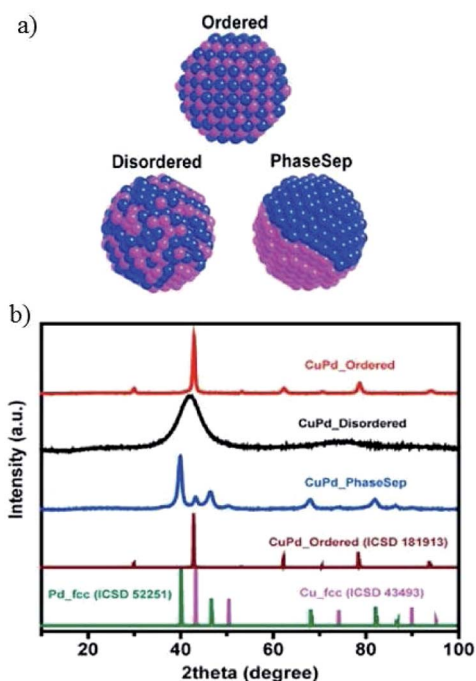 a)
Ordered
Disordered
PhaseSep
b)
Intensity (a.u.)
CuPd_Ordered
CuPd_Disordered
CuPd_PhaseSep
CuPd_Ordered (ICSD 181913)
Pd_fcc (ICSD 52251)
Cu_fcc (ICSD 43493)
20 40 60 80 100
2theta (degree)